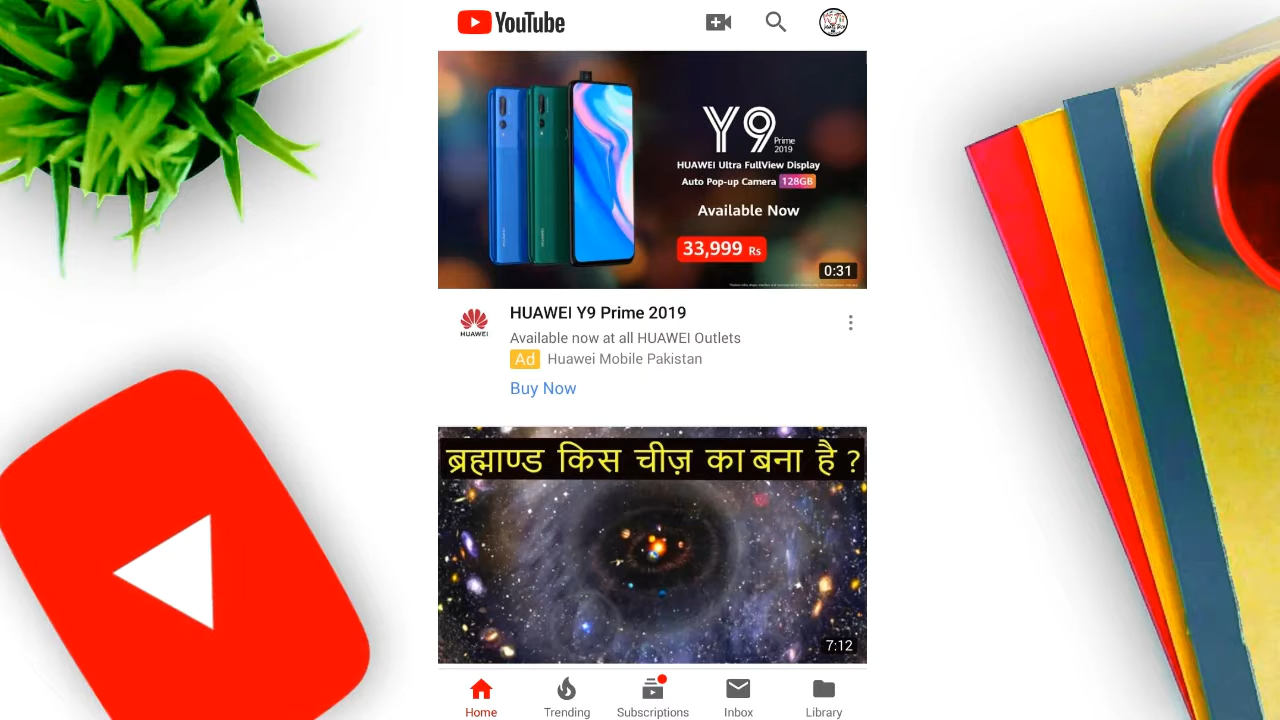 YouTube
Y9
Prime
2019
HUAWEI Ultra FullView Display
Auto Pop-up Camera 128GB
Available Now
33,999 Rs
0:31
HUAWEI
HUAWEI Y9 Prime 2019
Available now at all HUAWEI Outlets
Ad Huawei Mobile Pakistan
Buy Now
ब्रह्माण्ड किस चीज़ का बना है ?
7:12
Home Trending Subscriptions Inbox Library